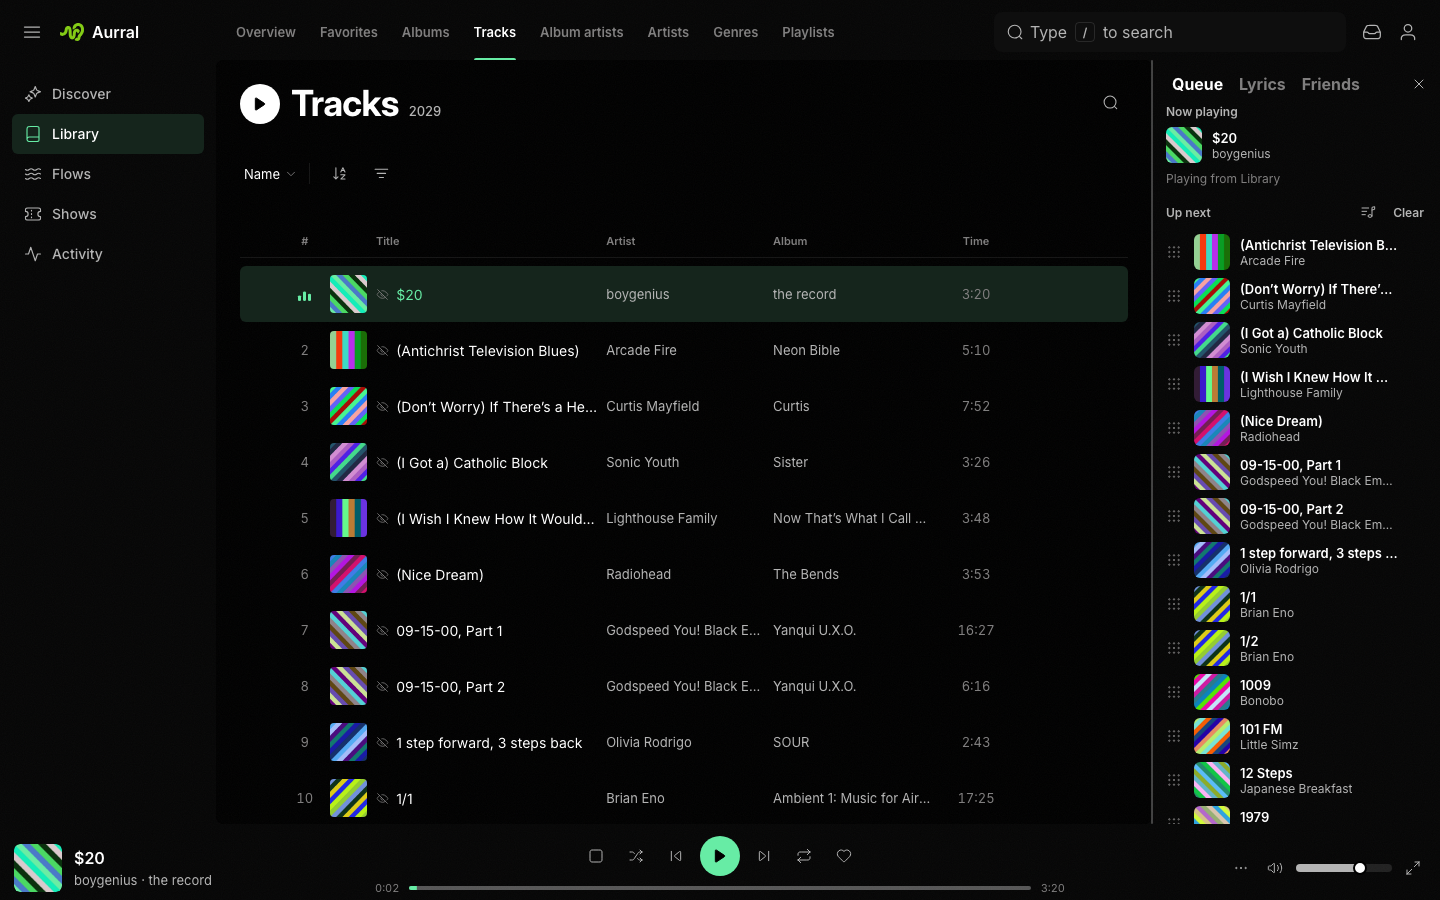 Aurral
Overview Favorites Albums Tracks Album artists Artists Genres Playlists
Type / to search
Discover
Library
Flows
Shows
Activity
Tracks 2029
Name
# Title Artist Album Time
$20 boygenius the record 3:20
2 (Antichrist Television Blues) Arcade Fire Neon Bible 5:10
3 (Don’t Worry) If There’s a He... Curtis Mayfield Curtis 7:52
4 (I Got a) Catholic Block Sonic Youth Sister 3:26
5 (I Wish I Knew How It Would... Lighthouse Family Now That’s What I Call ... 3:48
6 (Nice Dream) Radiohead The Bends 3:53
7 09-15-00, Part 1 Godspeed You! Black E... Yanqui U.X.O. 16:27
8 09-15-00, Part 2 Godspeed You! Black E... Yanqui U.X.O. 6:16
9 1 step forward, 3 steps back Olivia Rodrigo SOUR 2:43
10 1/1 Brian Eno Ambient 1: Music for Air... 17:25
Queue Lyrics Friends
Now playing
$20
boygenius
Playing from Library
Up next Clear
(Antichrist Television B...
Arcade Fire
(Don’t Worry) If There’...
Curtis Mayfield
(I Got a) Catholic Block
Sonic Youth
(I Wish I Knew How It ...
Lighthouse Family
(Nice Dream)
Radiohead
09-15-00, Part 1
Godspeed You! Black Em...
09-15-00, Part 2
Godspeed You! Black Em...
1 step forward, 3 steps ...
Olivia Rodrigo
1/1
Brian Eno
1/2
Brian Eno
1009
Bonobo
101 FM
Little Simz
12 Steps
Japanese Breakfast
1979
$20
boygenius · the record
0:02 3:20